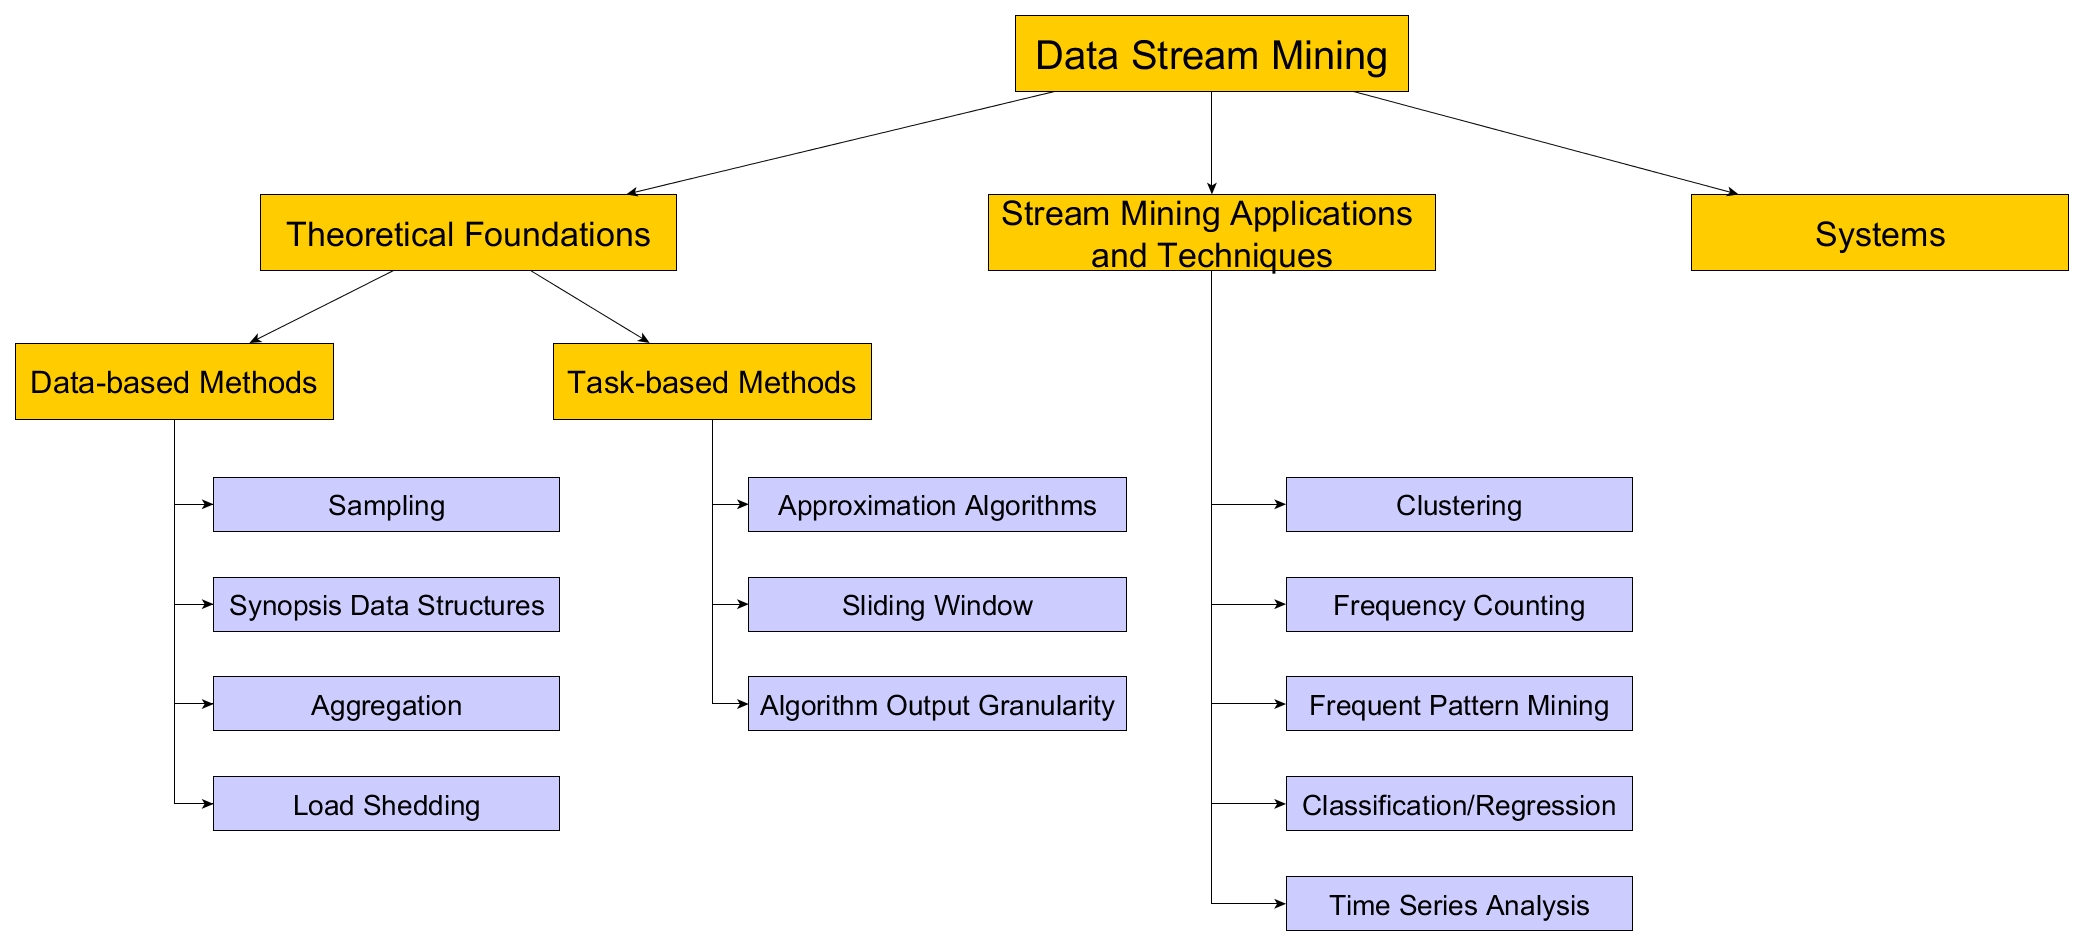 Data Stream Mining
Theoretical Foundations
Stream Mining Applications
and Techniques
Systems
Data-based Methods
Task-based Methods
Sampling
Synopsis Data Structures
Aggregation
Load Shedding
Approximation Algorithms
Sliding Window
Algorithm Output Granularity
Clustering
Frequency Counting
Frequent Pattern Mining
Classification/Regression
Time Series Analysis